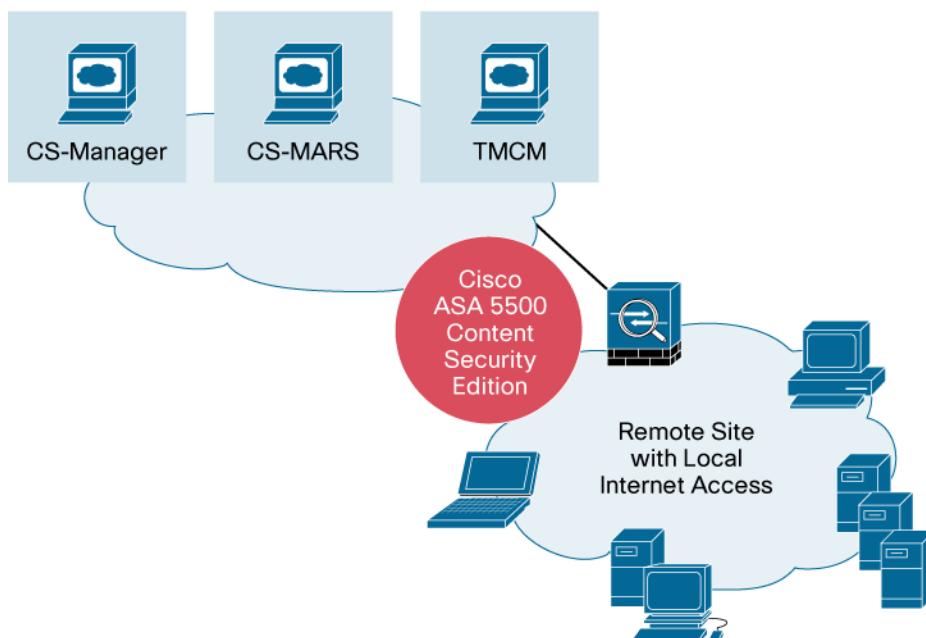 CS-Manager
CS-MARS
TMCM
Cisco
ASA 5500
Content
Security
Edition
Remote Site
with Local
Internet Access